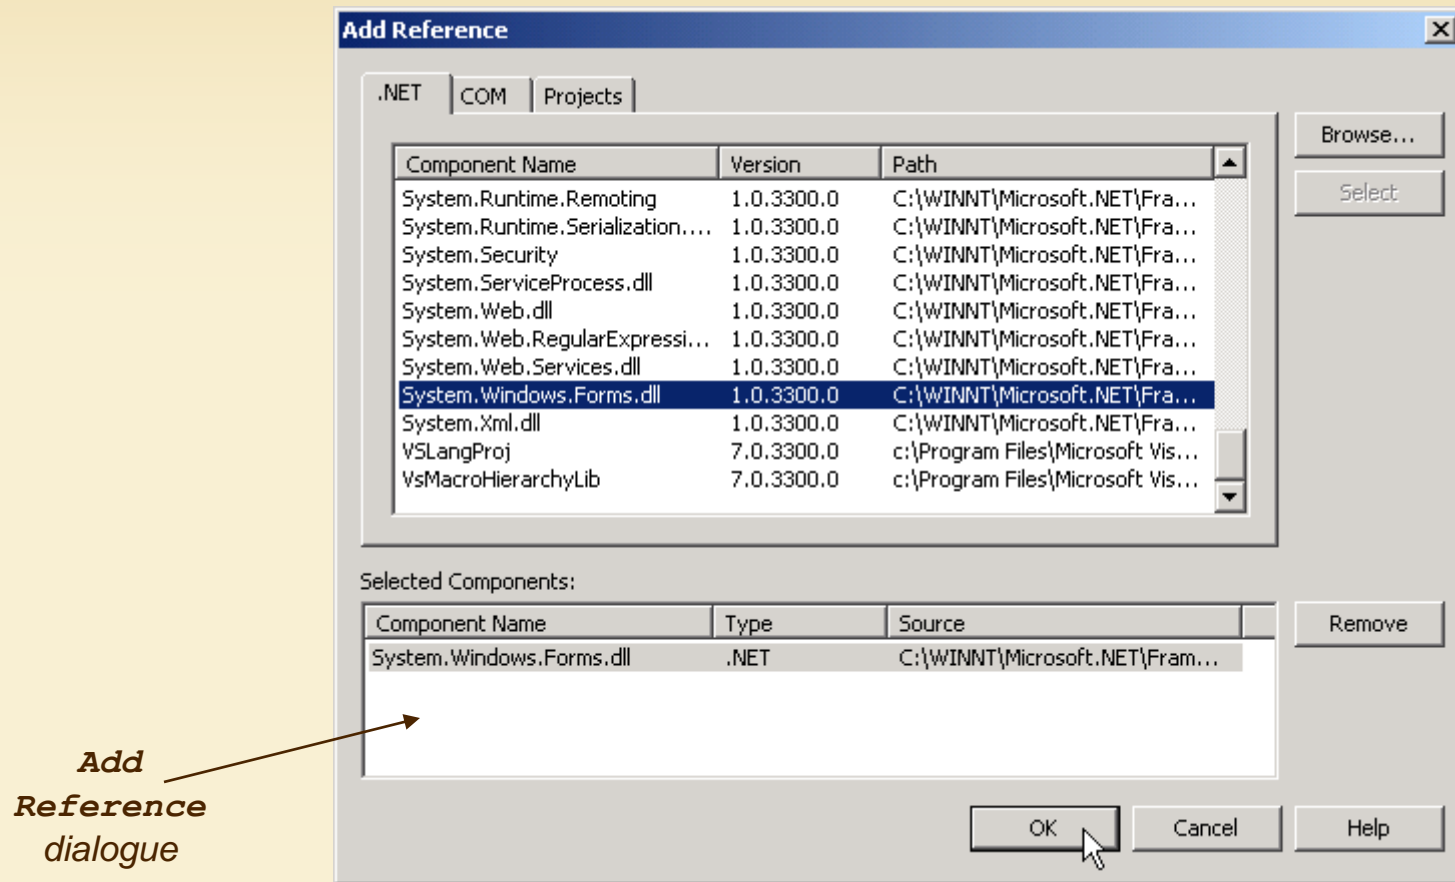 Add Reference
.NET COM Projects
Browse...
Select
Component Name Version Path
System.Runtime.Remoting 1.0.3300.0 C:\WINNT\Microsoft.NET\Fra...
System.Runtime.Serialization.... 1.0.3300.0 C:\WINNT\Microsoft.NET\Fra...
System.Security 1.0.3300.0 C:\WINNT\Microsoft.NET\Fra...
System.ServiceProcess.dll 1.0.3300.0 C:\WINNT\Microsoft.NET\Fra...
System.Web.dll 1.0.3300.0 C:\WINNT\Microsoft.NET\Fra...
System.Web.RegularExpressi... 1.0.3300.0 C:\WINNT\Microsoft.NET\Fra...
System.Web.Services.dll 1.0.3300.0 C:\WINNT\Microsoft.NET\Fra...
System.Windows.Forms.dll 1.0.3300.0 C:\WINNT\Microsoft.NET\Fra...
System.Xml.dll 1.0.3300.0 C:\WINNT\Microsoft.NET\Fra...
VSLangProj 7.0.3300.0 c:\Program Files\Microsoft Vis...
VsMacroHierarchyLib 7.0.3300.0 c:\Program Files\Microsoft Vis...
Selected Components:
Component Name Type Source
Remove
System.Windows.Forms.dll .NET C:\WINNT\Microsoft.NET\Fram...
Add
Reference
dialogue
OK Cancel Help